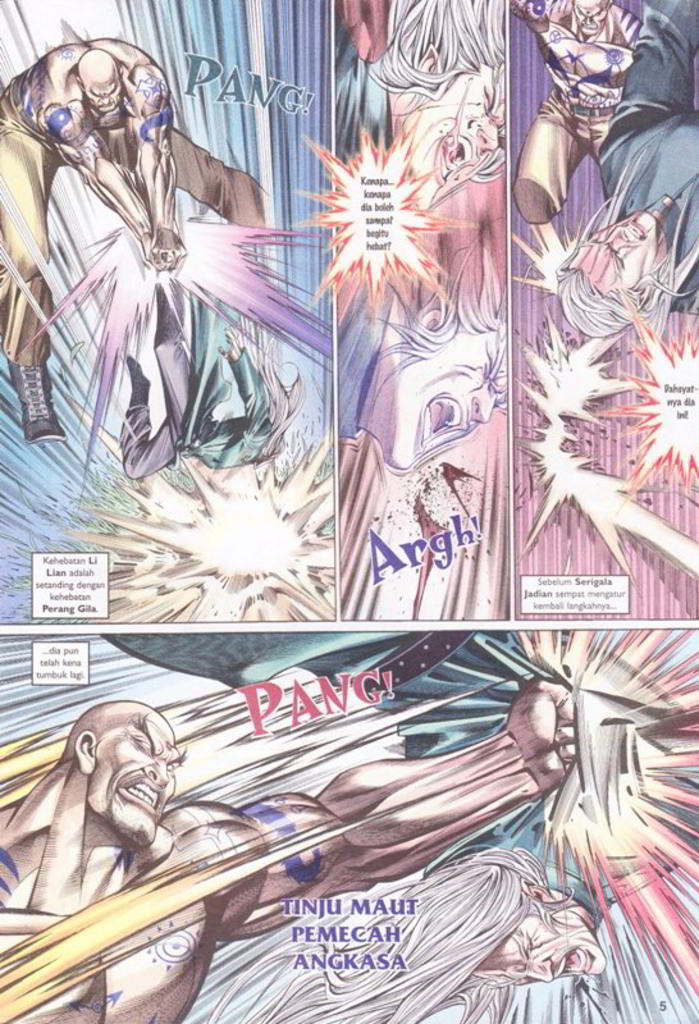 PANG!
Kenapa...
kenapa
dia boleh
sampai
begitu
hebat?
Dahsyat-
nya dia
ini!
Kehebatan Li
Lian adalah
setanding dengan
kehebatan
Perang Gila.
Argh!
Sebelum Serigala
Jadian sempat mengatur
kembali langkahnya...
...dia pun
telah kena
tumbuk lagi.
PANG!
TINJU MAUT
PEMECAH
ANGKASA
5